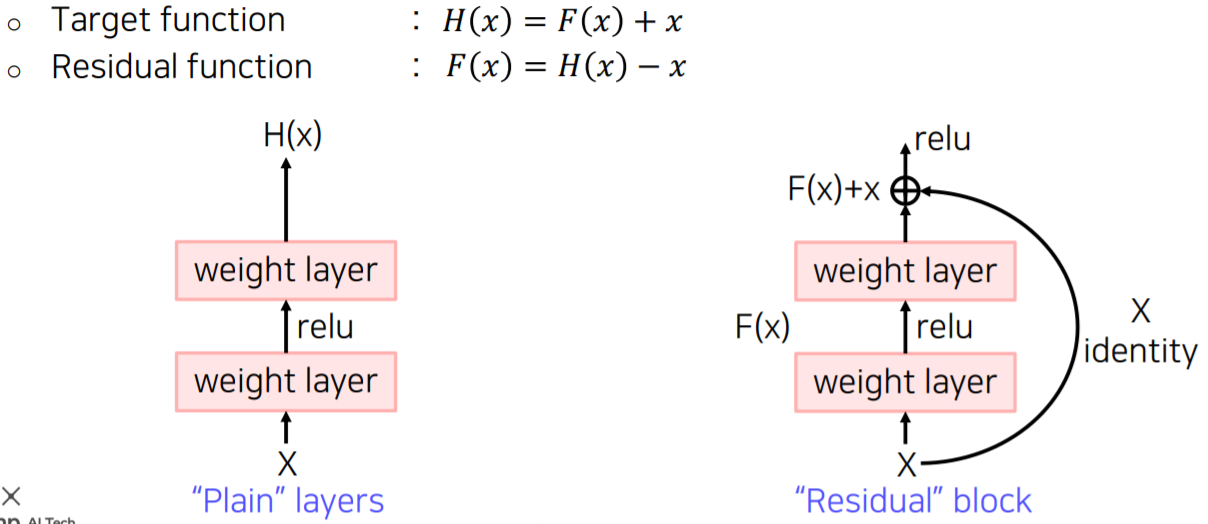 ○ Target function : H(x) = F(x) + x
○ Residual function : F(x) = H(x) − x
H(x)
weight layer
relu
weight layer
X
"Plain" layers
relu
F(x)+x
weight layer
F(x)
relu
weight layer
X
identity
X
"Residual" block
AI Tech